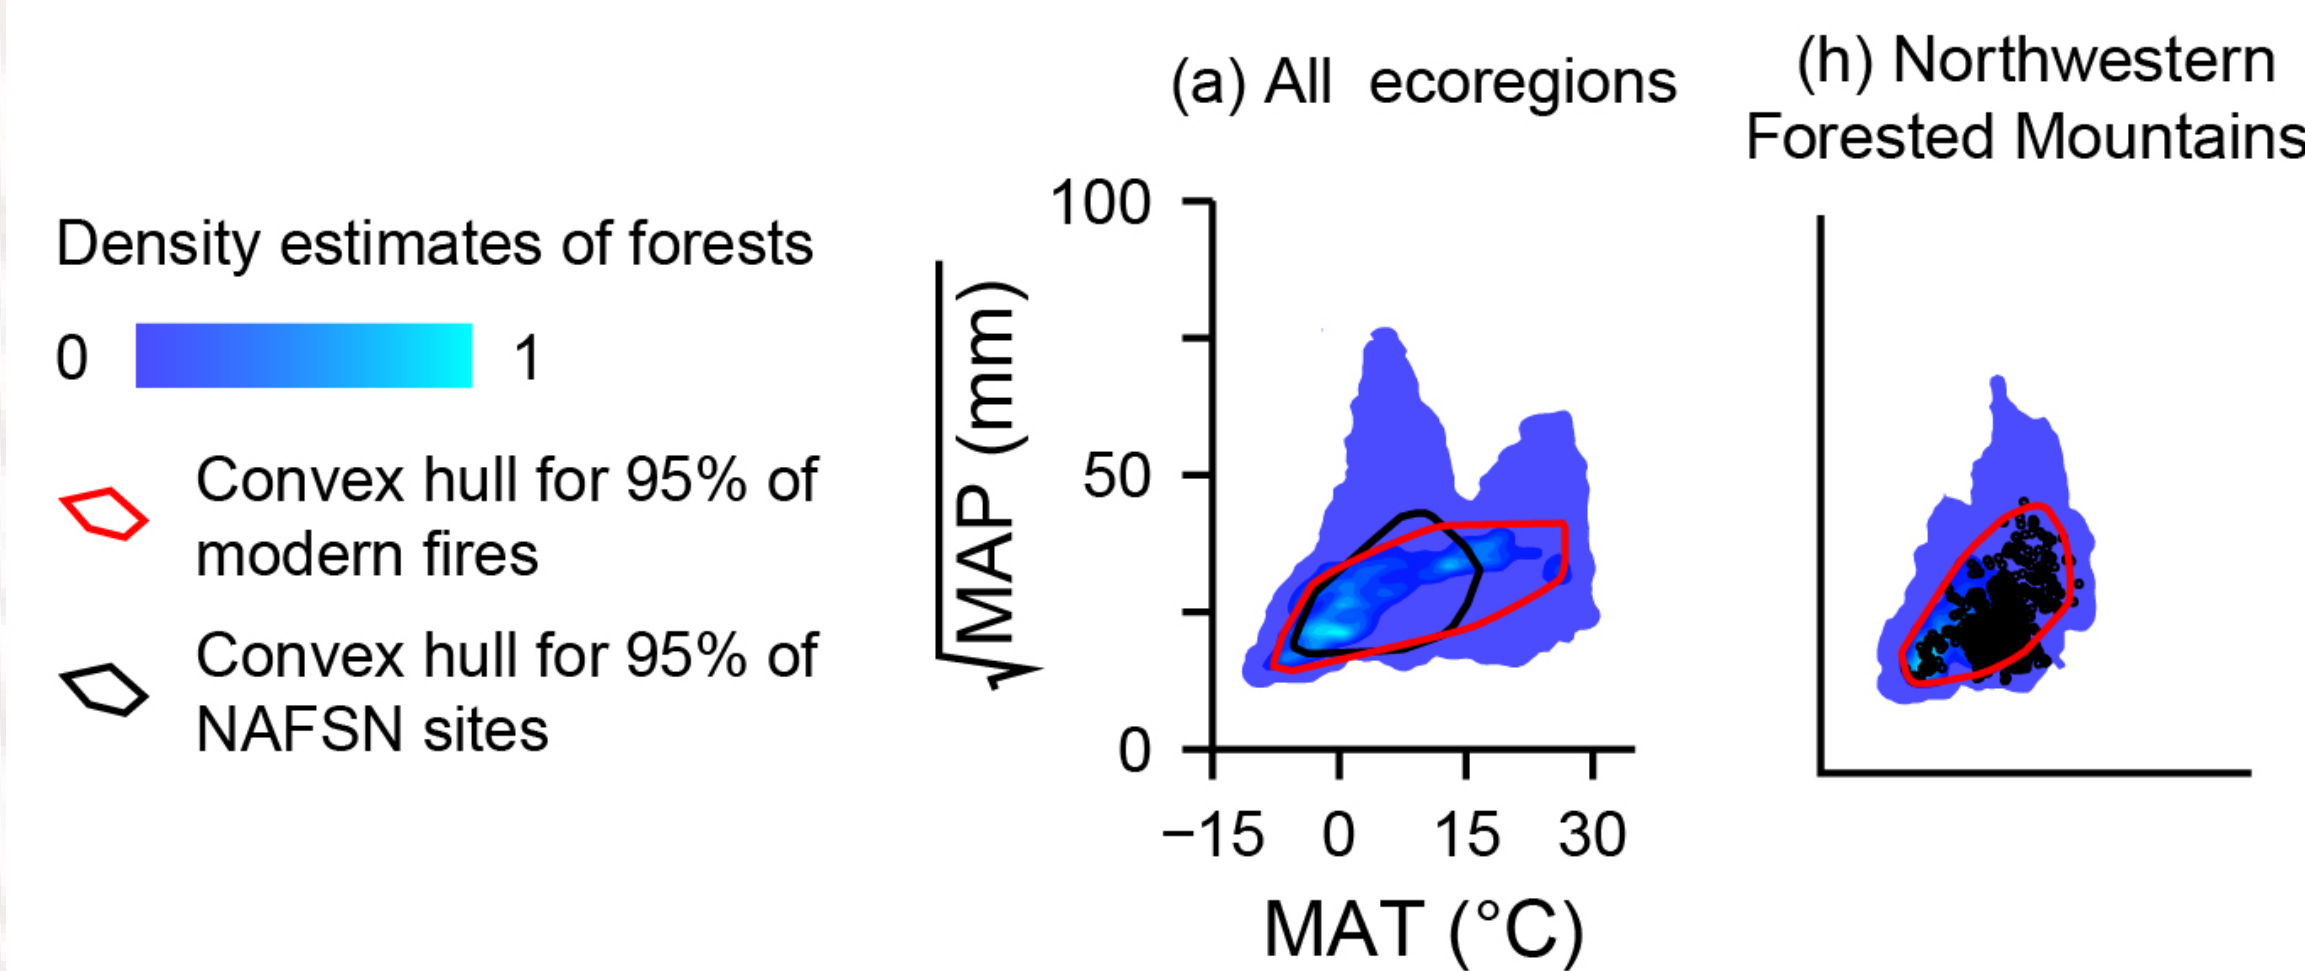 (a) All ecoregions
(h) Northwestern
Forested Mountains
Density estimates of forests
0 1
Convex hull for 95% of
modern fires
Convex hull for 95% of
NAFSN sites
√MAP (mm)
100
50
0
−15 0 15 30
MAT (°C)